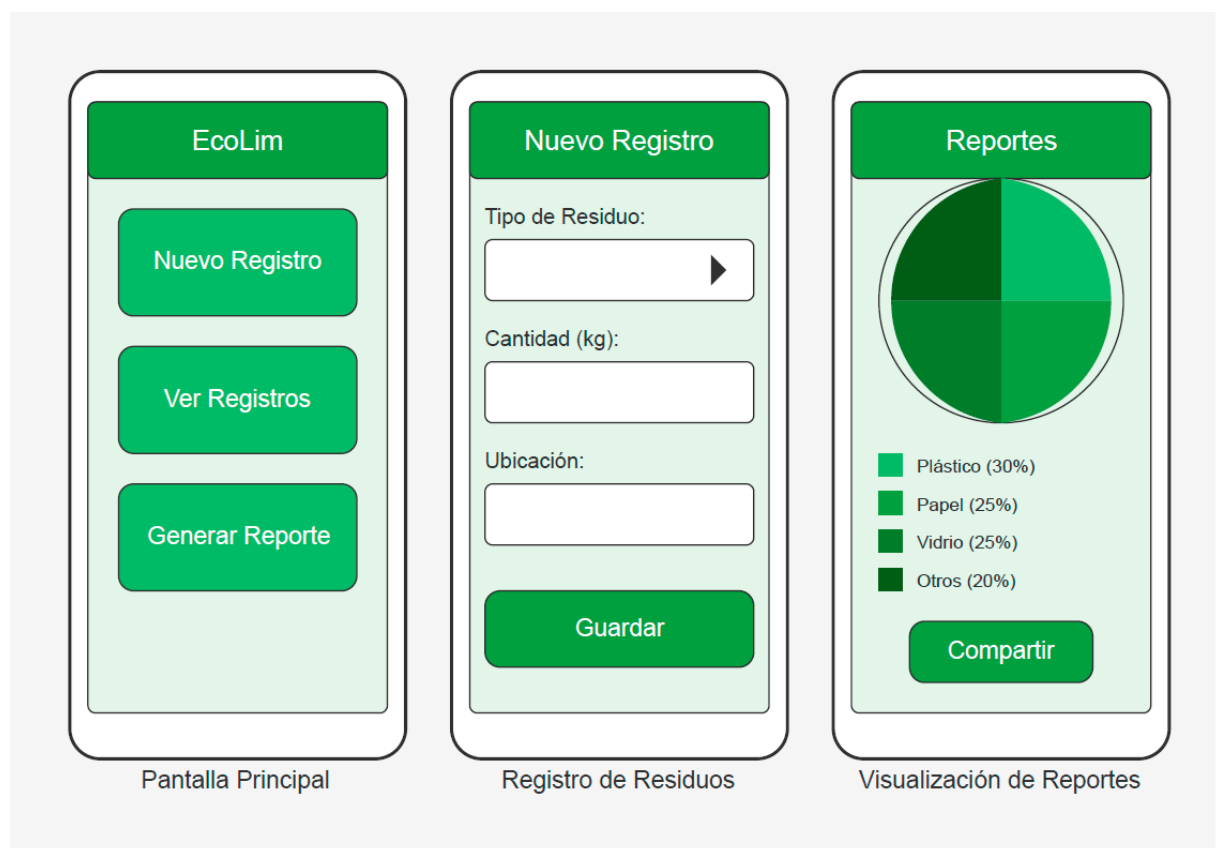 EcoLim
Nuevo Registro
Ver Registros
Generar Reporte
Pantalla Principal
Nuevo Registro
Tipo de Residuo:
Cantidad (kg):
Ubicación:
Guardar
Registro de Residuos
Reportes
Plástico (30%)
Papel (25%)
Vidrio (25%)
Otros (20%)
Compartir
Visualización de Reportes